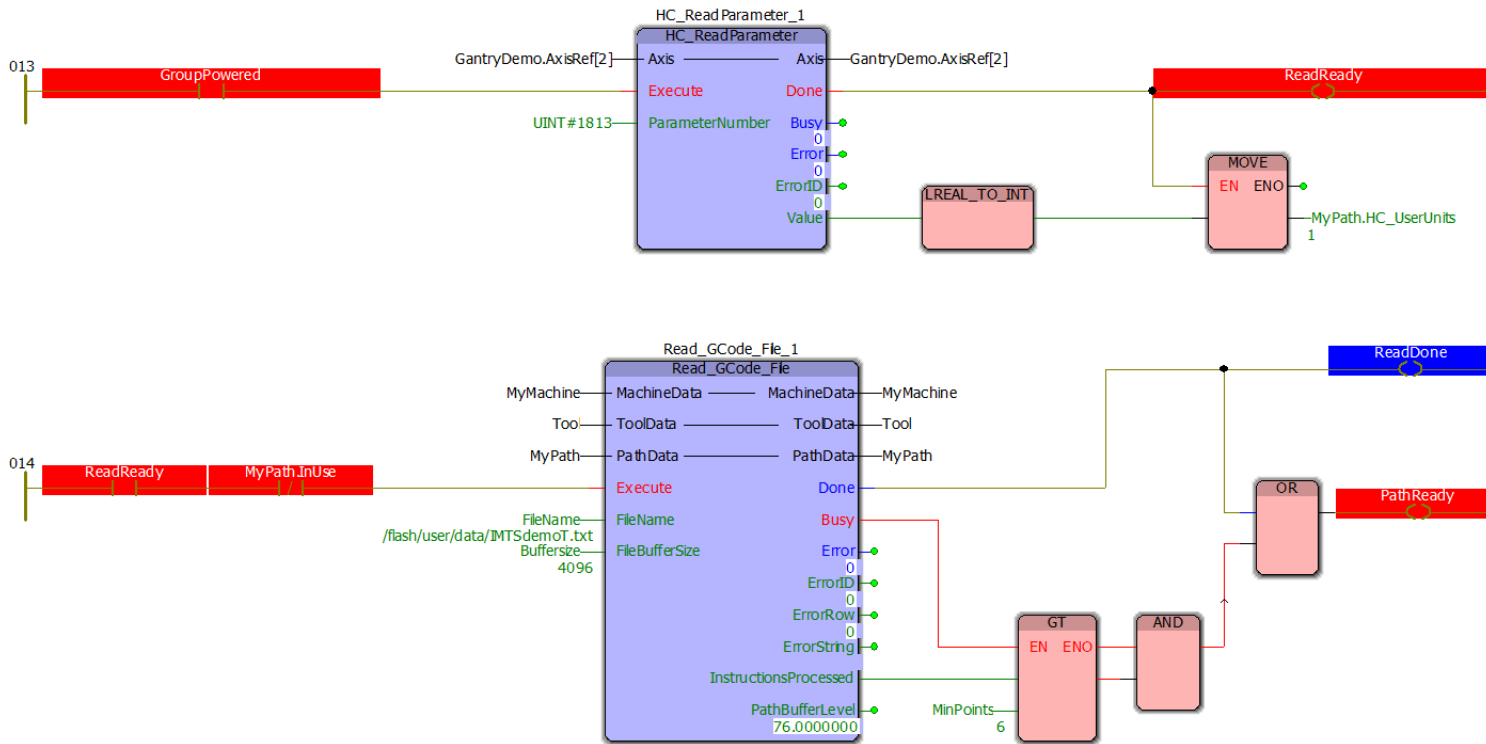 HC_ReadParameter_1
HC_ReadParameter
GantryDemo.AxisRef[2] Axis Axis GantryDemo.AxisRef[2]
013
GroupPowered Execute Done ReadReady
UINT#1813 ParameterNumber Busy
0
Error
0
ErrorID
0
Value
LREAL_TO_INT
MOVE
EN ENO
MyPath.HC_UserUnits
1
Read_GCode_File_1
Read_GCode_File
MyMachine MachineData MachineData MyMachine
Tool ToolData ToolData Tool
MyPath PathData PathData MyPath
014
ReadReady MyPath.InUse Execute Done ReadDone
FileName FileName Busy
/flash/user/data/IMTSdemoT.txt
Buffersize FileBufferSize Error
4096 0
ErrorID
0
ErrorRow
0
ErrorString
InstructionsProcessed
PathBufferLevel
76.0000000
GT
EN ENO
MinPoints
6
AND
OR
PathReady